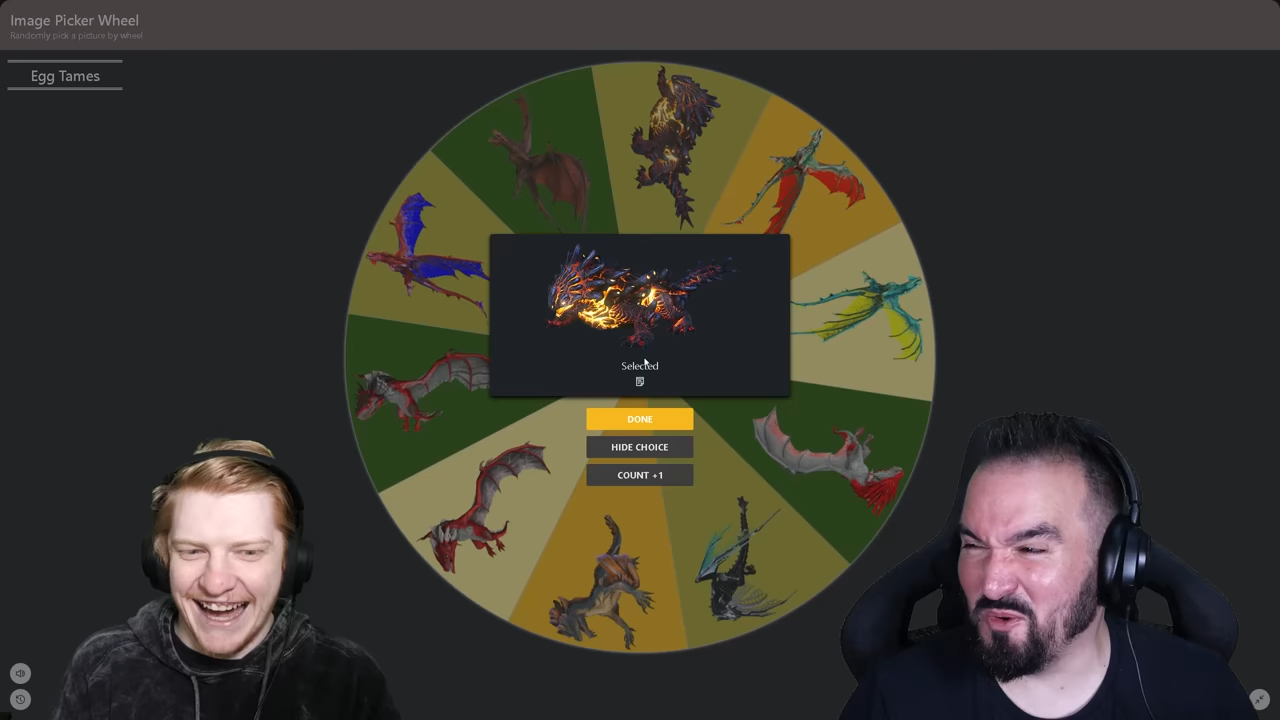 Image Picker Wheel
Randomly pick a picture by wheel
Egg Tames
Selected
DONE
HIDE CHOICE
COUNT +1